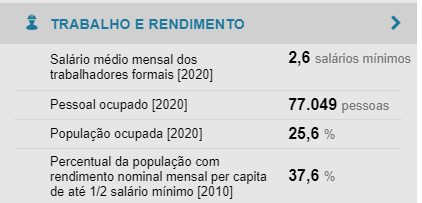 TRABALHO E RENDIMENTO
Salário médio mensal dos trabalhadores formais [2020] 2,6 salários mínimos
Pessoal ocupado [2020] 77.049 pessoas
População ocupada [2020] 25,6 %
Percentual da população com rendimento nominal mensal per capita de até 1/2 salário mínimo [2010] 37,6 %